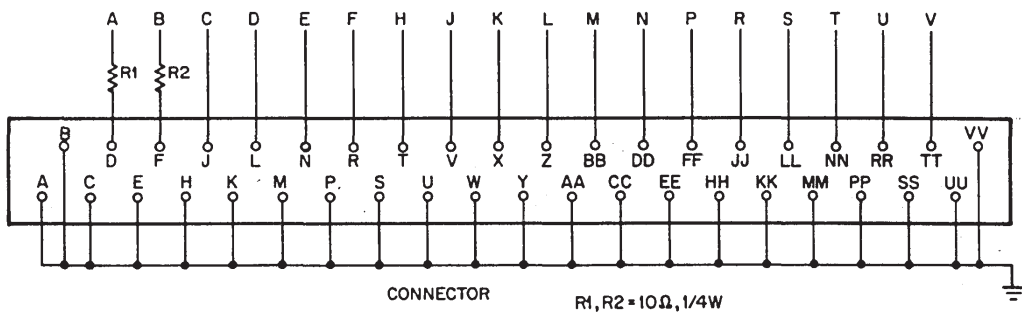 A B C D E F H J K L M N P R S T U V
R1 R2
B VV
D F J L N R T V X Z BB DD FF JJ LL NN RR TT
A C E H K M P S U W Y AA CC EE HH KK MM PP SS UU
CONNECTOR
R1, R2 = 10Ω, 1/4W